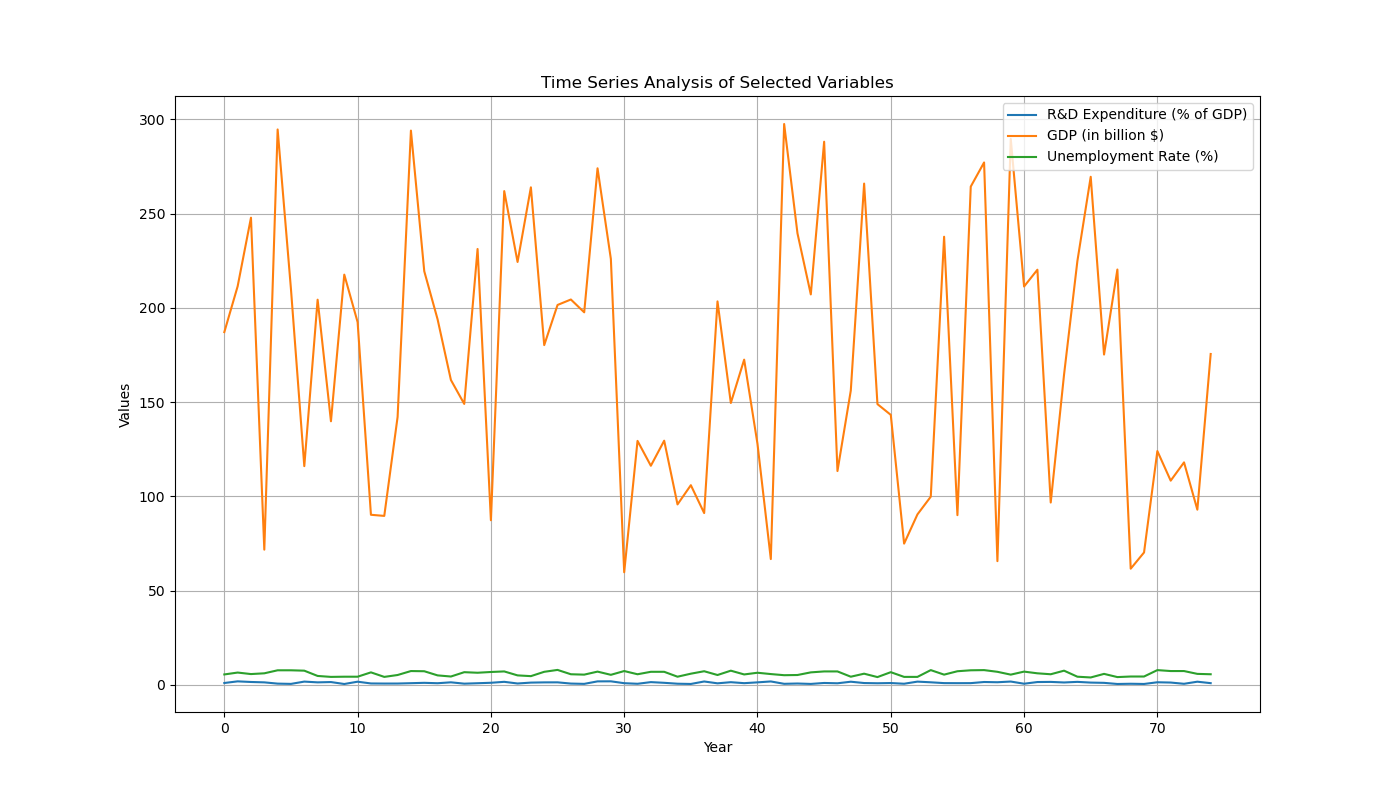 Time Series Analysis of Selected Variables
R&D Expenditure (% of GDP)
GDP (in billion $)
Unemployment Rate (%)
300
250
200
150
100
50
0
Values
0 10 20 30 40 50 60 70
Year